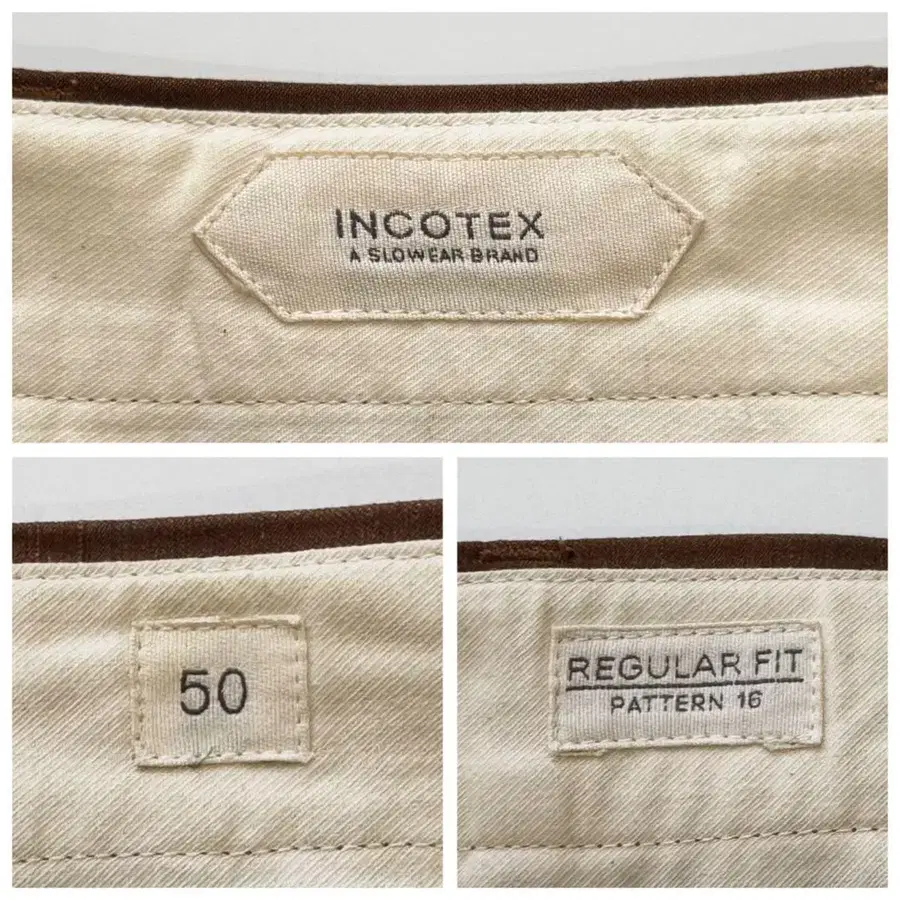 INCOTEX
A SLOWEAR BRAND
50
REGULAR FIT
PATTERN 16